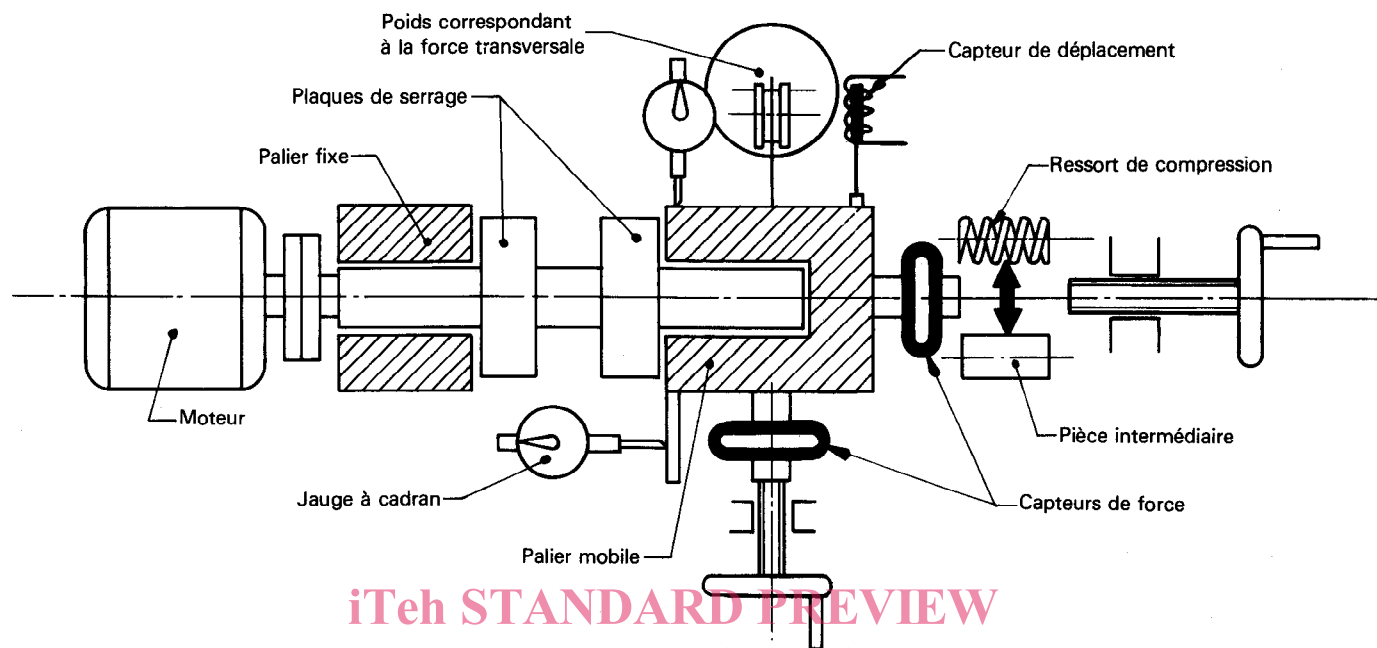 Poids correspondant
à la force transversale
Capteur de déplacement
Plaques de serrage
Palier fixe
Ressort de compression
Moteur
Pièce intermédiaire
Jauge à cadran
Capteurs de force
Palier mobile
iTeh STANDARD PREVIEW